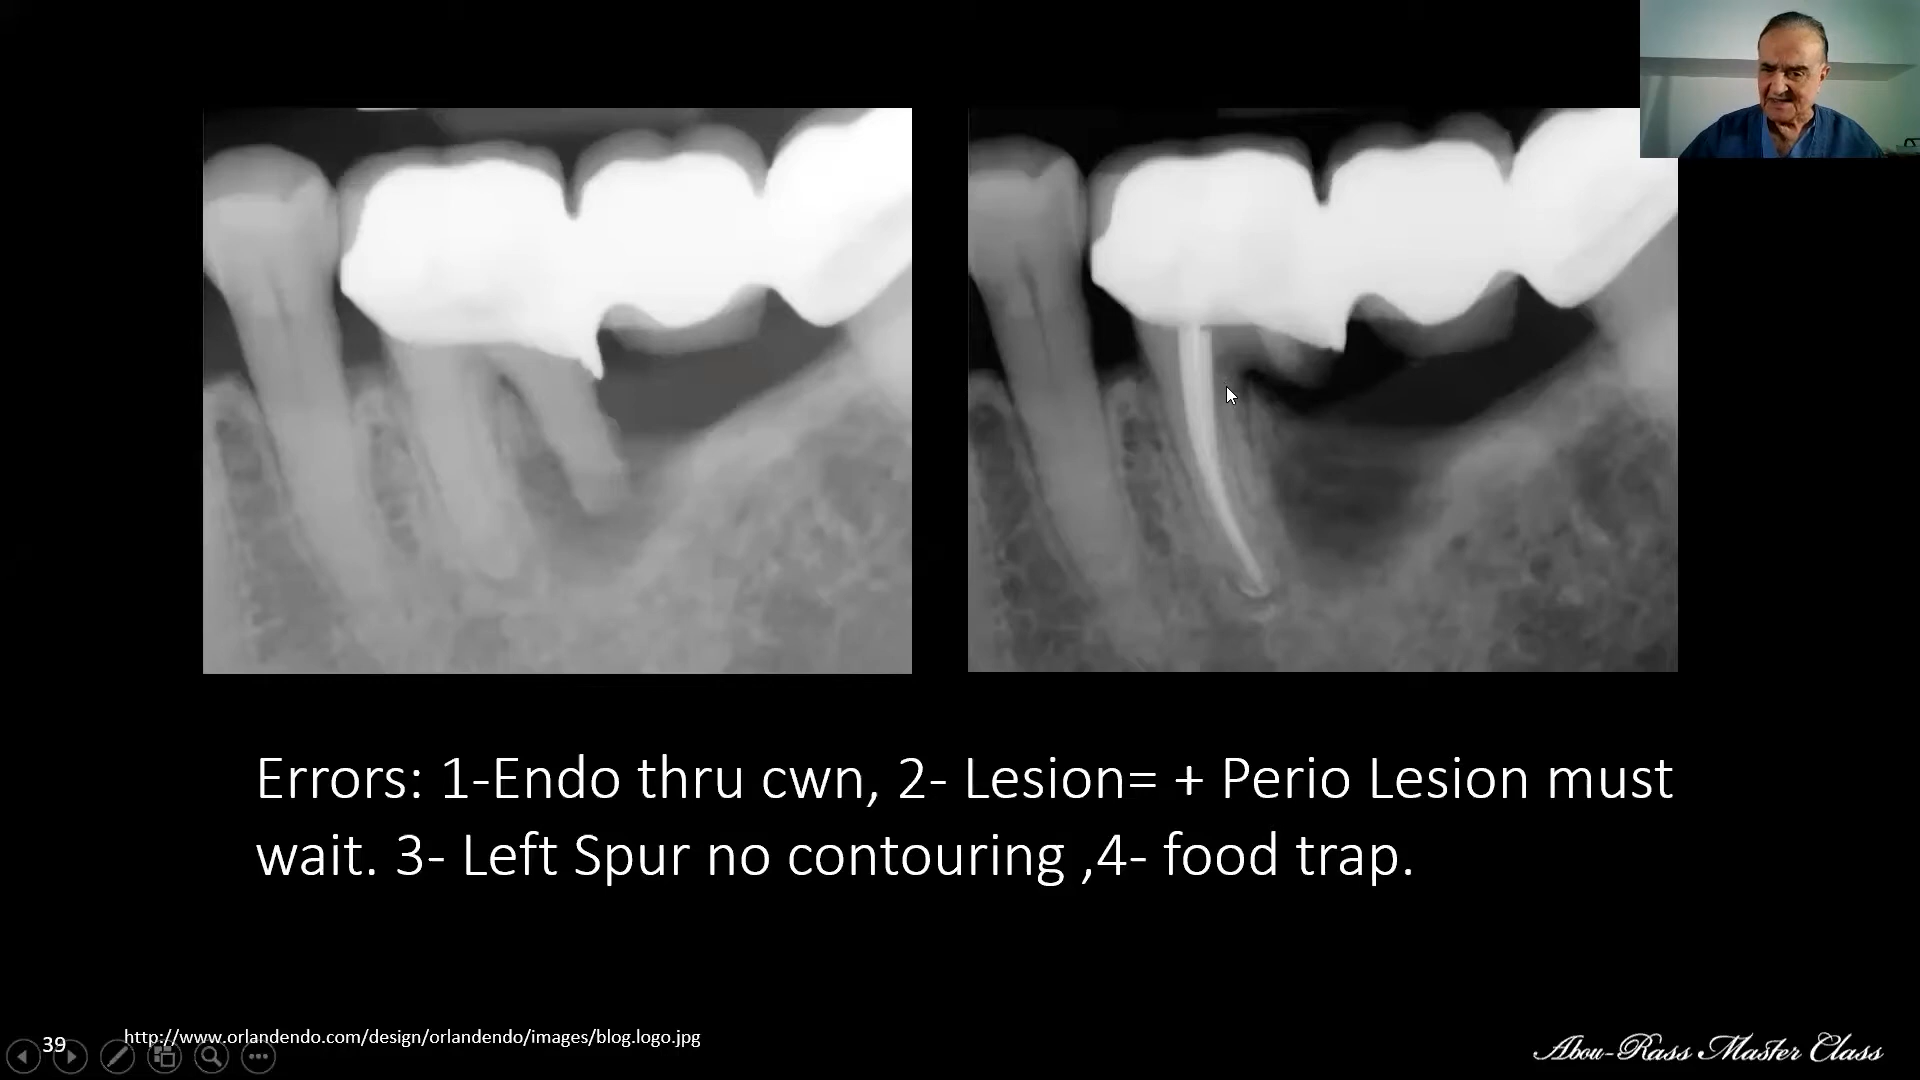 Errors: 1-Endo thru cwn, 2- Lesion= + Perio Lesion must
wait. 3- Left Spur no contouring ,4- food trap.
39
http://www.orlandendo.com/design/orlandendo/images/blog.logo.jpg
Abou-Rass Master Class